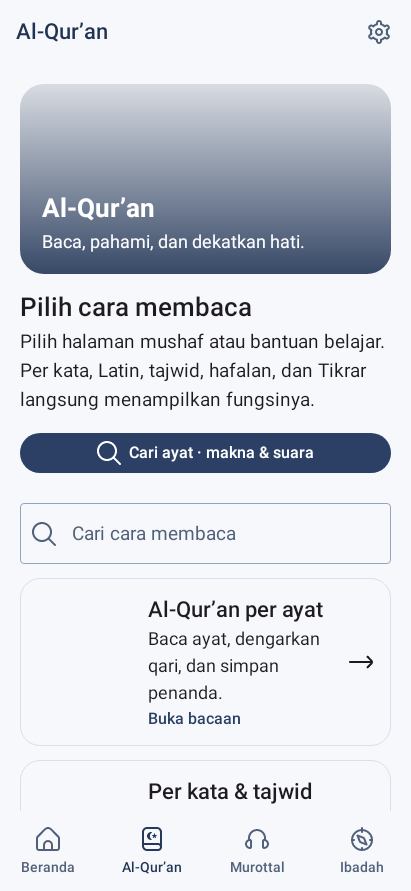 Al-Qur’an
Al-Qur’an
Baca, pahami, dan dekatkan hati.
Pilih cara membaca
Pilih halaman mushaf atau bantuan belajar.
Per kata, Latin, tajwid, hafalan, dan Tikrar
langsung menampilkan fungsinya.
Cari ayat · makna & suara
Cari cara membaca
Al-Qur’an per ayat
Baca ayat, dengarkan
qari, dan simpan
penanda.
Buka bacaan
Per kata & tajwid
Beranda
Al-Qur’an
Murottal
Ibadah